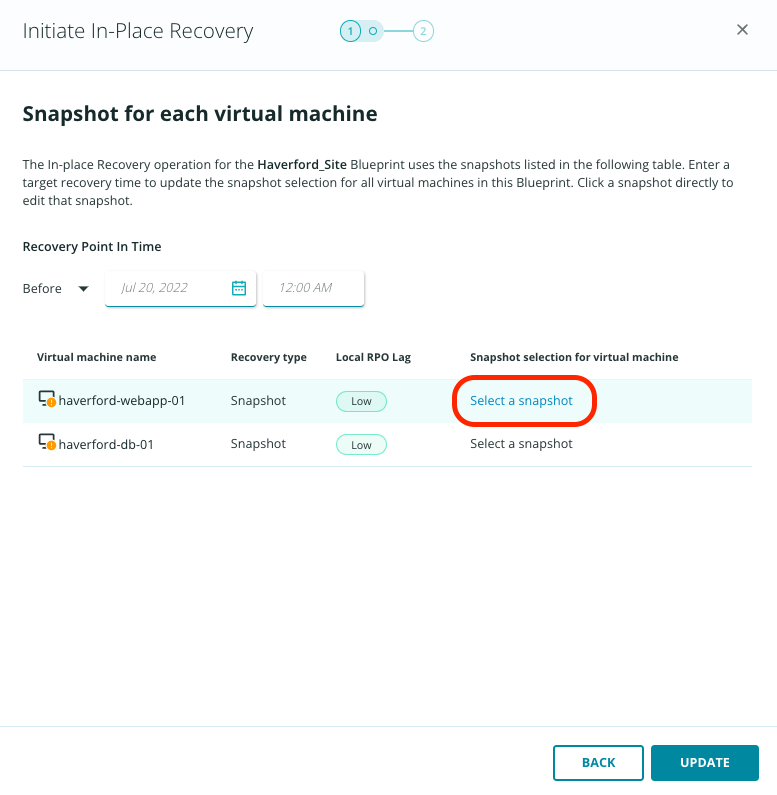 Initiate In-Place Recovery
1
2
Snapshot for each virtual machine
The In-place Recovery operation for the Haverford_Site Blueprint uses the snapshots listed in the following table. Enter a
target recovery time to update the snapshot selection for all virtual machines in this Blueprint. Click a snapshot directly to
edit that snapshot.
Recovery Point In Time
Before Jul 20, 2022 12:00 AM
Virtual machine name Recovery type Local RPO Lag Snapshot selection for virtual machine
haverford-webapp-01 Snapshot Low Select a snapshot
haverford-db-01 Snapshot Low Select a snapshot
BACK UPDATE